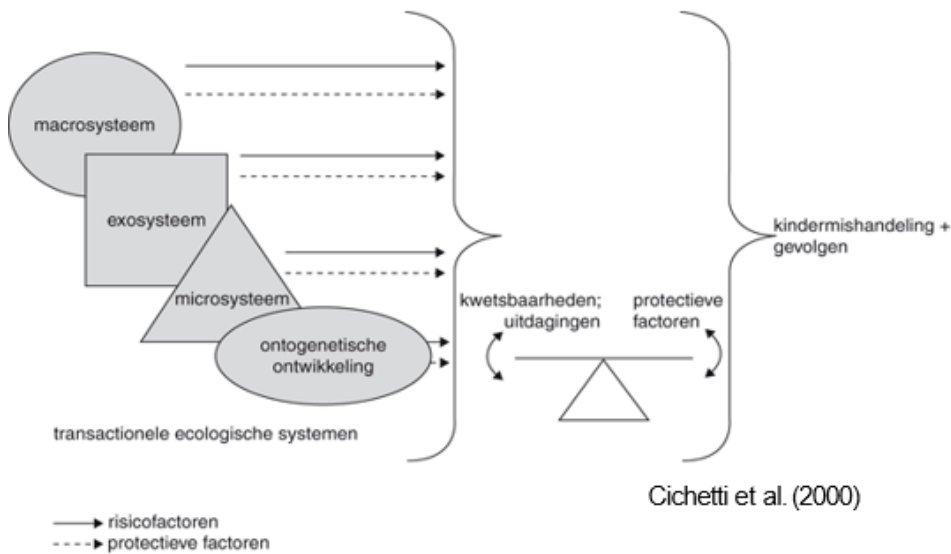 macrosysteem
exosysteem
microsysteem
ontogenetische
ontwikkeling
transactionele ecologische systemen
kwetsbaarheden;
uitdagingen
protectieve
factoren
kindermishandeling +
gevolgen
Cichetti et al. (2000)
risicofactoren
protectieve factoren